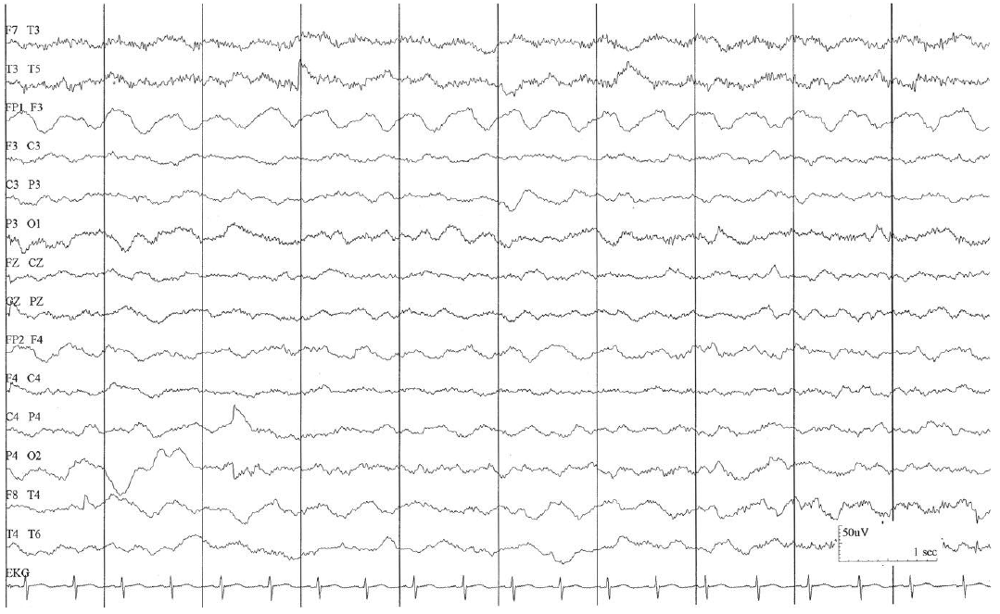 F7 T3
T3 T5
FP1 F3
F3 C3
C3 P3
P3 O1
FZ CZ
CZ PZ
FP2 F4
F4 C4
C4 P4
P4 O2
F8 T4
50uV
1 sec
T4 T6
EKG